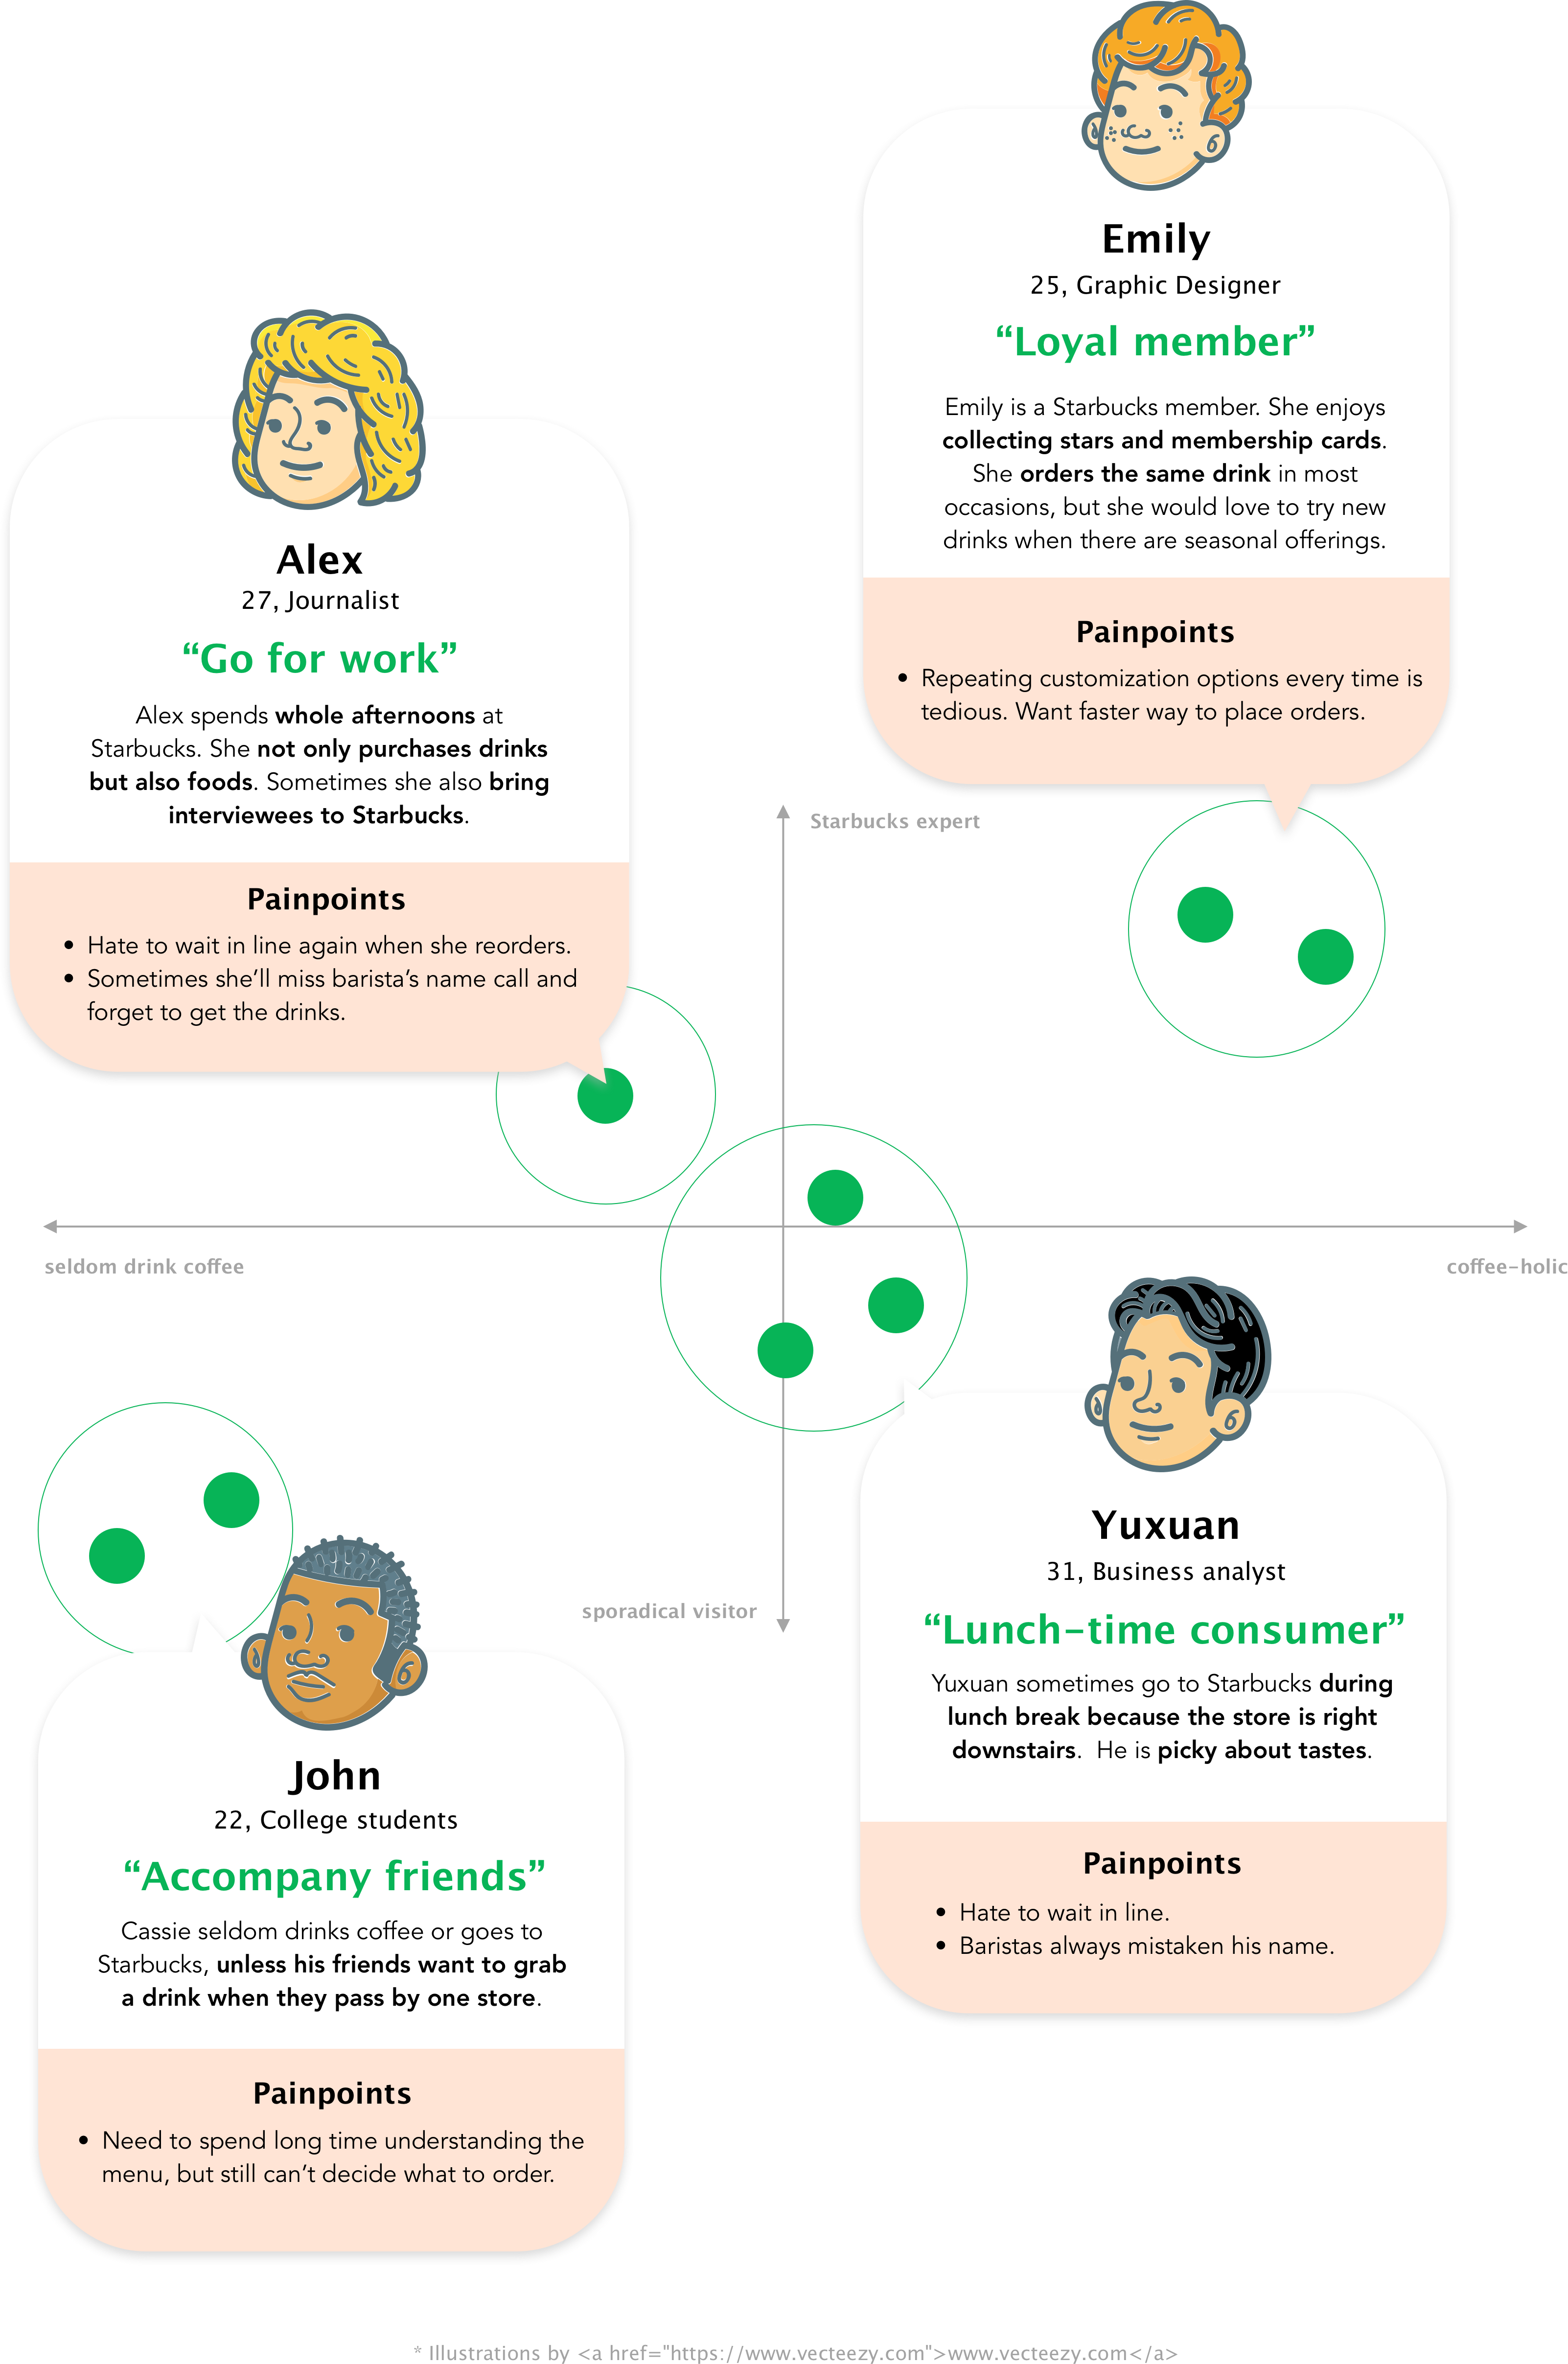 Emily
25, Graphic Designer
“Loyal member”
Emily is a Starbucks member. She enjoys
collecting stars and membership cards.
She orders the same drink in most
occasions, but she would love to try new
drinks when there are seasonal offerings.
Painpoints
• Repeating customization options every time is
tedious. Want faster way to place orders.
Alex
27, Journalist
“Go for work”
Alex spends whole afternoons at
Starbucks. She not only purchases drinks
but also foods. Sometimes she also bring
interviewees to Starbucks.
Painpoints
• Hate to wait in line again when she reorders.
• Sometimes she’ll miss barista’s name call and
forget to get the drinks.
Starbucks expert
seldom drink coffee
coffee-holic
sporadical visitor
Yuxuan
31, Business analyst
“Lunch-time consumer”
Yuxuan sometimes go to Starbucks during
lunch break because the store is right
downstairs. He is picky about tastes.
Painpoints
• Hate to wait in line.
• Baristas always mistaken his name.
John
22, College students
“Accompany friends”
Cassie seldom drinks coffee or goes to
Starbucks, unless his friends want to grab
a drink when they pass by one store.
Painpoints
• Need to spend long time understanding the
menu, but still can’t decide what to order.
* Illustrations by <a href="https://www.vecteezy.com">www.vecteezy.com</a>